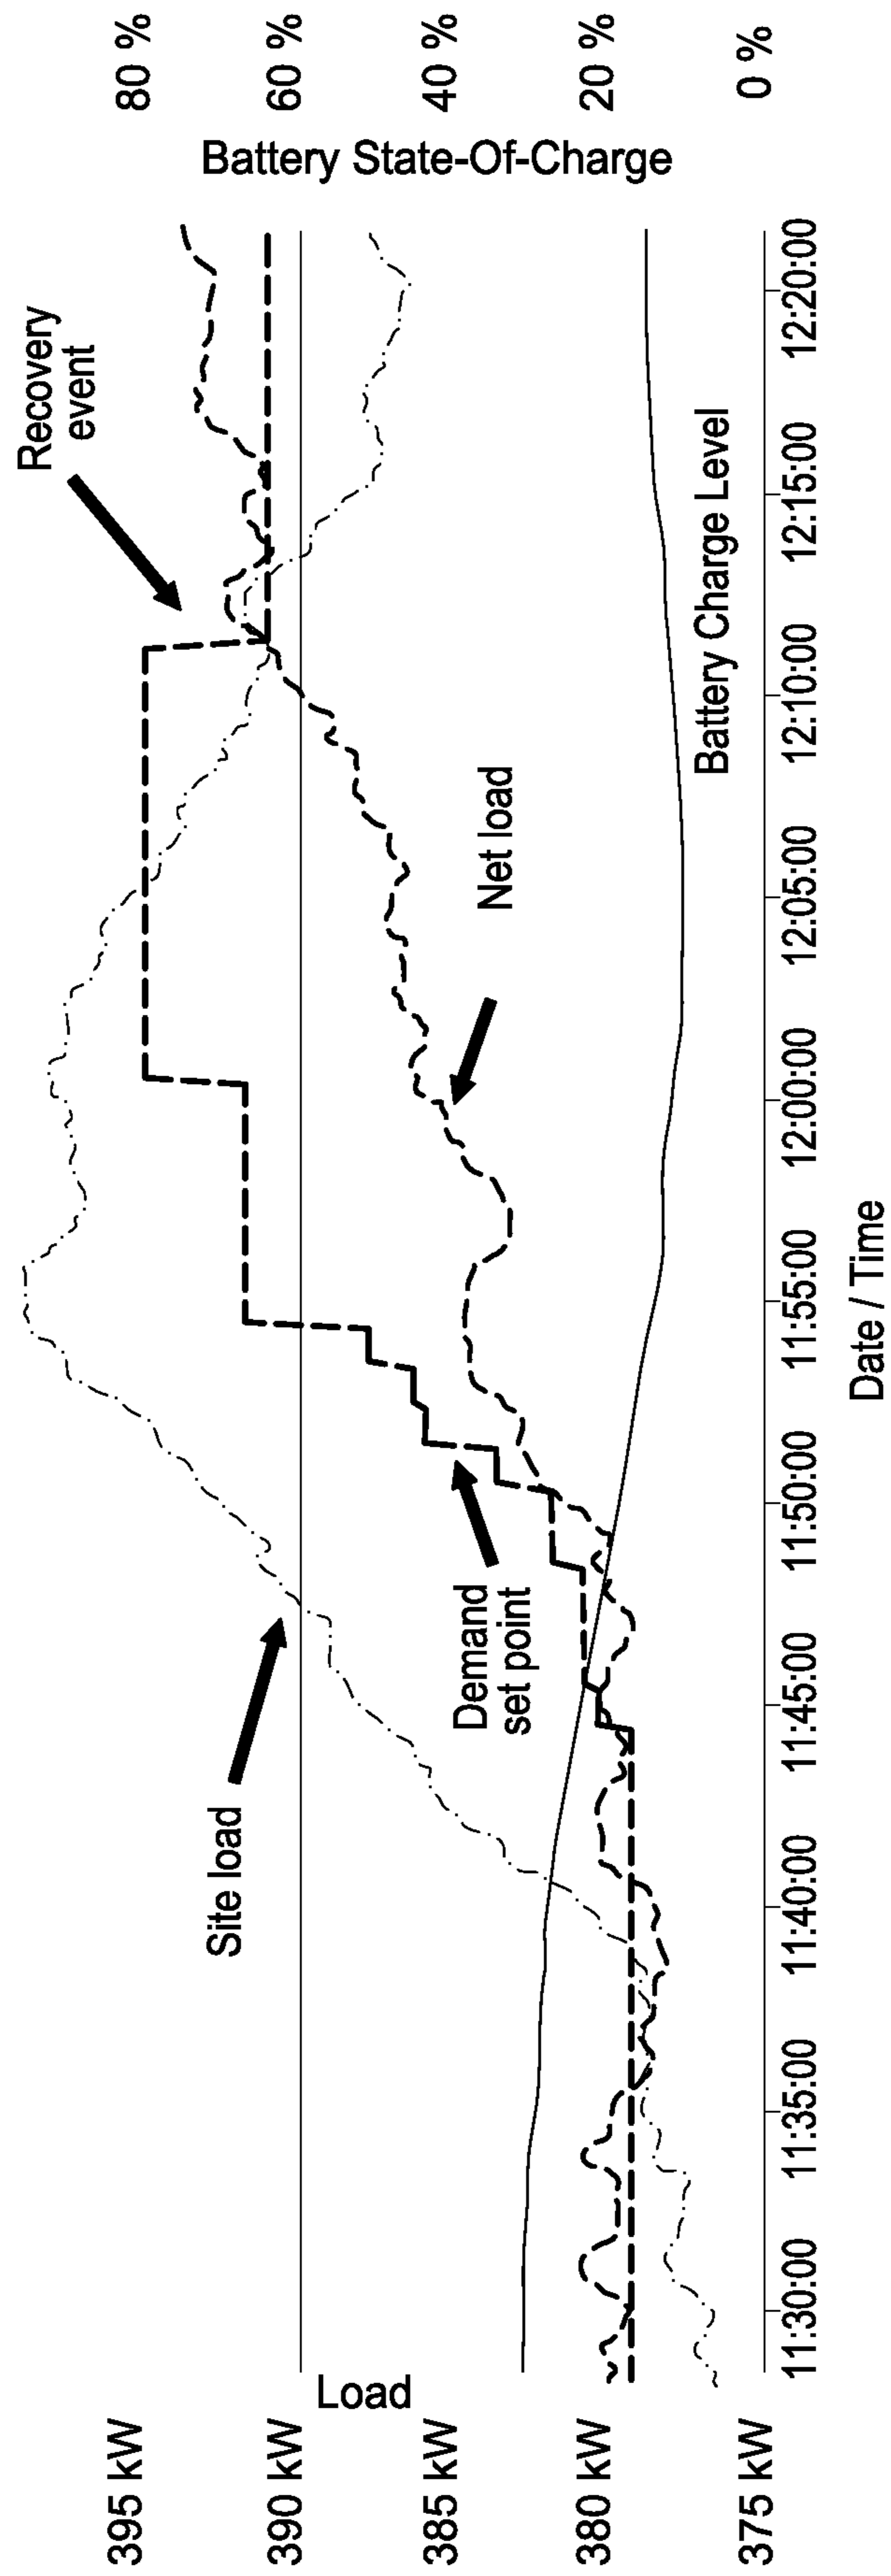 395 kW
390 kW
385 kW
380 kW
375 kW
Load
Site load
Demand
set point
Net load
Recovery
event
Battery Charge Level
80 %
60 %
40 %
20 %
0 %
Battery State-Of-Charge
11:30:00
11:35:00
11:40:00
11:45:00
11:50:00
11:55:00
12:00:00
12:05:00
12:10:00
12:15:00
12:20:00
Date / Time